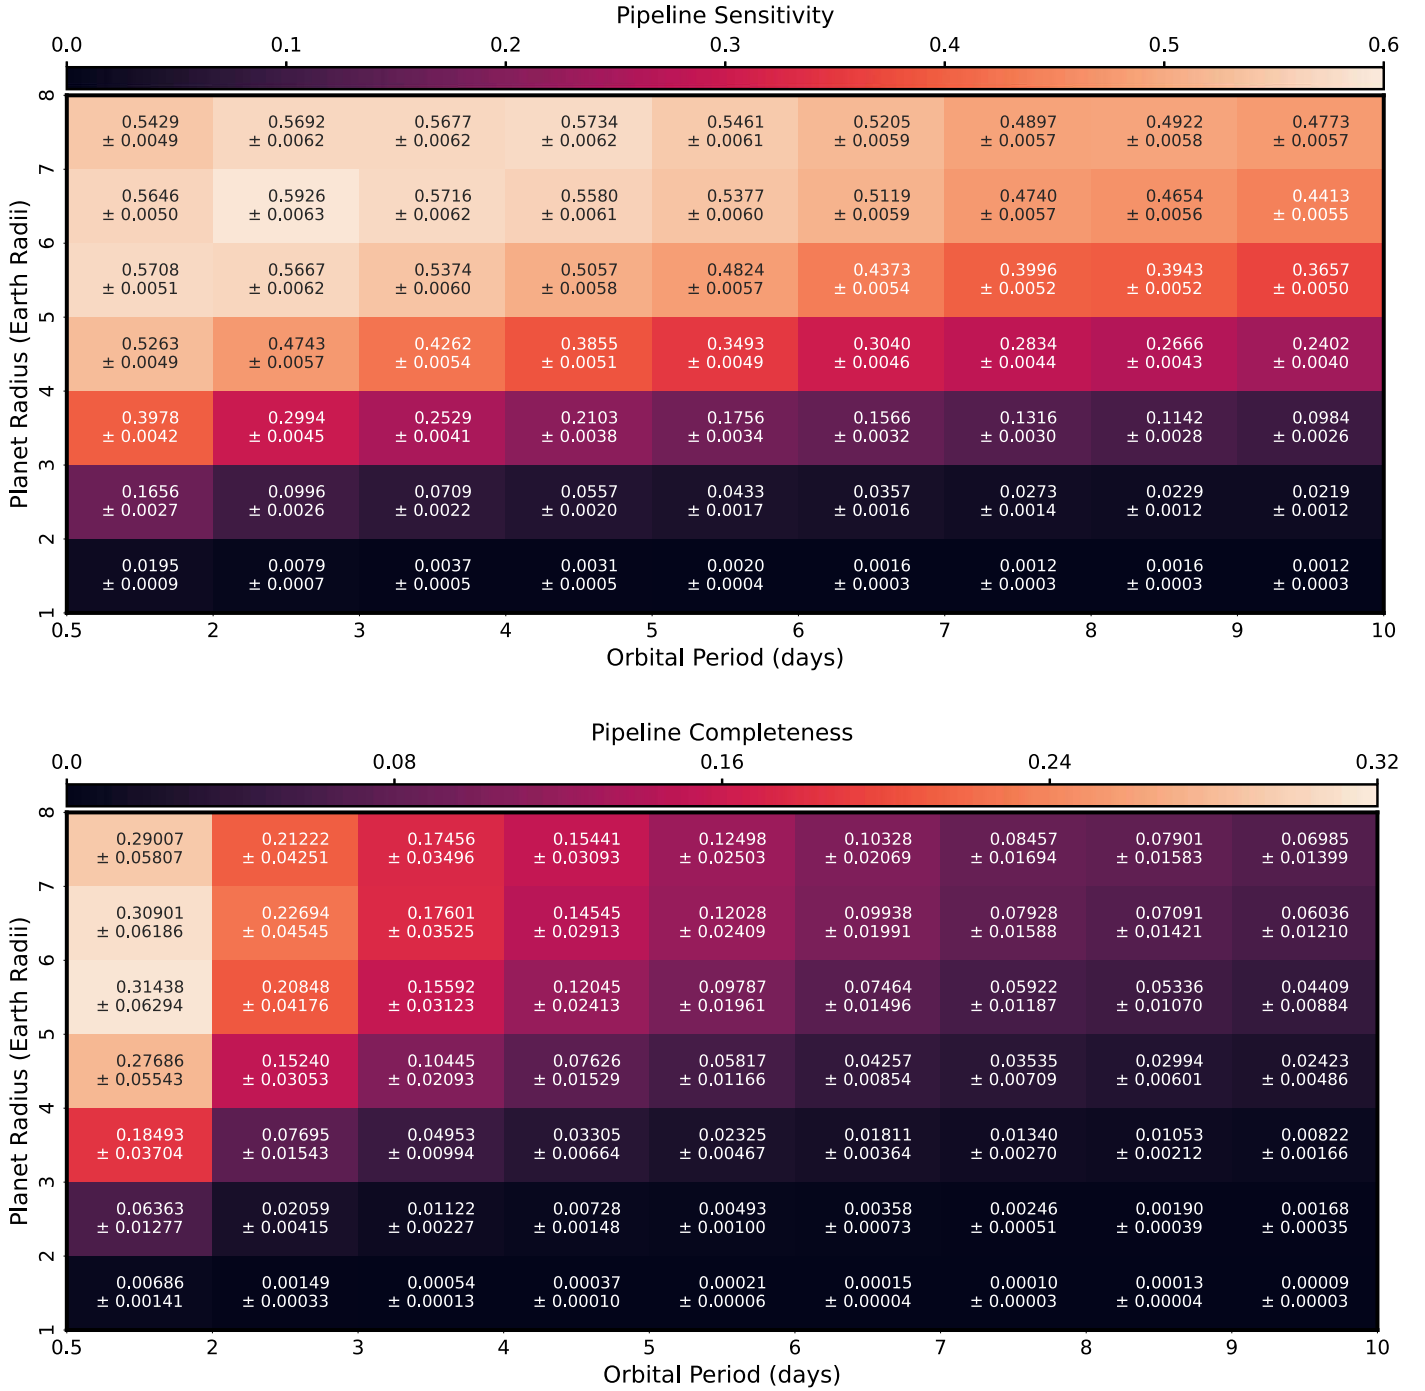 Pipeline Sensitivity
0.0 0.1 0.2 0.3 0.4 0.5 0.6
8
0.5429 0.5692 0.5677 0.5734 0.5461 0.5205 0.4897 0.4922 0.4773
± 0.0049 ± 0.0062 ± 0.0062 ± 0.0062 ± 0.0061 ± 0.0059 ± 0.0057 ± 0.0058 ± 0.0057
7
0.5646 0.5926 0.5716 0.5580 0.5377 0.5119 0.4740 0.4654 0.4413
± 0.0050 ± 0.0063 ± 0.0062 ± 0.0061 ± 0.0060 ± 0.0059 ± 0.0057 ± 0.0056 ± 0.0055
6
0.5708 0.5667 0.5374 0.5057 0.4824 0.4373 0.3996 0.3943 0.3657
± 0.0051 ± 0.0062 ± 0.0060 ± 0.0058 ± 0.0057 ± 0.0054 ± 0.0052 ± 0.0052 ± 0.0050
5
0.5263 0.4743 0.4262 0.3855 0.3493 0.3040 0.2834 0.2666 0.2402
± 0.0049 ± 0.0057 ± 0.0054 ± 0.0051 ± 0.0049 ± 0.0046 ± 0.0044 ± 0.0043 ± 0.0040
4
0.3978 0.2994 0.2529 0.2103 0.1756 0.1566 0.1316 0.1142 0.0984
± 0.0042 ± 0.0045 ± 0.0041 ± 0.0038 ± 0.0034 ± 0.0032 ± 0.0030 ± 0.0028 ± 0.0026
3
0.1656 0.0996 0.0709 0.0557 0.0433 0.0357 0.0273 0.0229 0.0219
± 0.0027 ± 0.0026 ± 0.0022 ± 0.0020 ± 0.0017 ± 0.0016 ± 0.0014 ± 0.0012 ± 0.0012
2
0.0195 0.0079 0.0037 0.0031 0.0020 0.0016 0.0012 0.0016 0.0012
± 0.0009 ± 0.0007 ± 0.0005 ± 0.0005 ± 0.0004 ± 0.0003 ± 0.0003 ± 0.0003 ± 0.0003
1
Planet Radius (Earth Radii)
0.5 2 3 4 5 6 7 8 9 10
Orbital Period (days)
Pipeline Completeness
0.0 0.08 0.16 0.24 0.32
8
0.29007 0.21222 0.17456 0.15441 0.12498 0.10328 0.08457 0.07901 0.06985
± 0.05807 ± 0.04251 ± 0.03496 ± 0.03093 ± 0.02503 ± 0.02069 ± 0.01694 ± 0.01583 ± 0.01399
7
0.30901 0.22694 0.17601 0.14545 0.12028 0.09938 0.07928 0.07091 0.06036
± 0.06186 ± 0.04545 ± 0.03525 ± 0.02913 ± 0.02409 ± 0.01991 ± 0.01588 ± 0.01421 ± 0.01210
6
0.31438 0.20848 0.15592 0.12045 0.09787 0.07464 0.05922 0.05336 0.04409
± 0.06294 ± 0.04176 ± 0.03123 ± 0.02413 ± 0.01961 ± 0.01496 ± 0.01187 ± 0.01070 ± 0.00884
5
0.27686 0.15240 0.10445 0.07626 0.05817 0.04257 0.03535 0.02994 0.02423
± 0.05543 ± 0.03053 ± 0.02093 ± 0.01529 ± 0.01166 ± 0.00854 ± 0.00709 ± 0.00601 ± 0.00486
4
0.18493 0.07695 0.04953 0.03305 0.02325 0.01811 0.01340 0.01053 0.00822
± 0.03704 ± 0.01543 ± 0.00994 ± 0.00664 ± 0.00467 ± 0.00364 ± 0.00270 ± 0.00212 ± 0.00166
3
0.06363 0.02059 0.01122 0.00728 0.00493 0.00358 0.00246 0.00190 0.00168
± 0.01277 ± 0.00415 ± 0.00227 ± 0.00148 ± 0.00100 ± 0.00073 ± 0.00051 ± 0.00039 ± 0.00035
2
0.00686 0.00149 0.00054 0.00037 0.00021 0.00015 0.00010 0.00013 0.00009
± 0.00141 ± 0.00033 ± 0.00013 ± 0.00010 ± 0.00006 ± 0.00004 ± 0.00003 ± 0.00004 ± 0.00003
1
Planet Radius (Earth Radii)
0.5 2 3 4 5 6 7 8 9 10
Orbital Period (days)